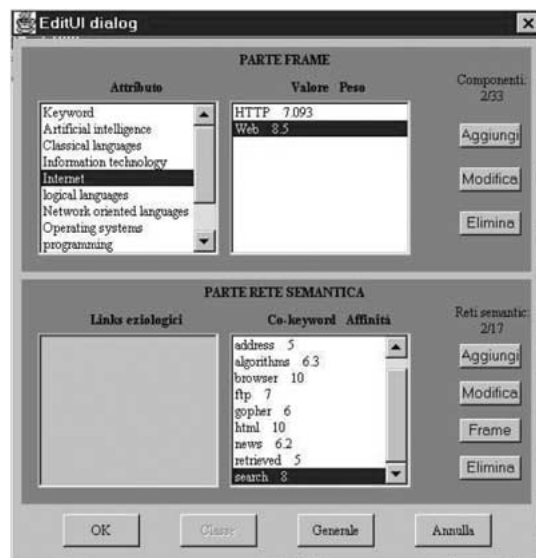 EditUI dialog
PARTE FRAME
Attributo
Valore Peso
Componenti:
2/33
Keyword
Artificial intelligence
Classical languages
Information technology
Internet
logical languages
Network oriented languages
Operating systems
programming
HTTP 7.093
Web 8.5
Aggiungi
Modifica
Elimina
PARTE RETE SEMANTICA
Links eziologici
Co-keyword Affinità
Reti semantic:
2/17
address 5
algorithms 6.3
browser 10
ftp 7
gopher 6
html 10
news 6.2
retrieved 5
search 8
Aggiungi
Modifica
Frame
Elimina
OK
Classe
Generale
Annulla